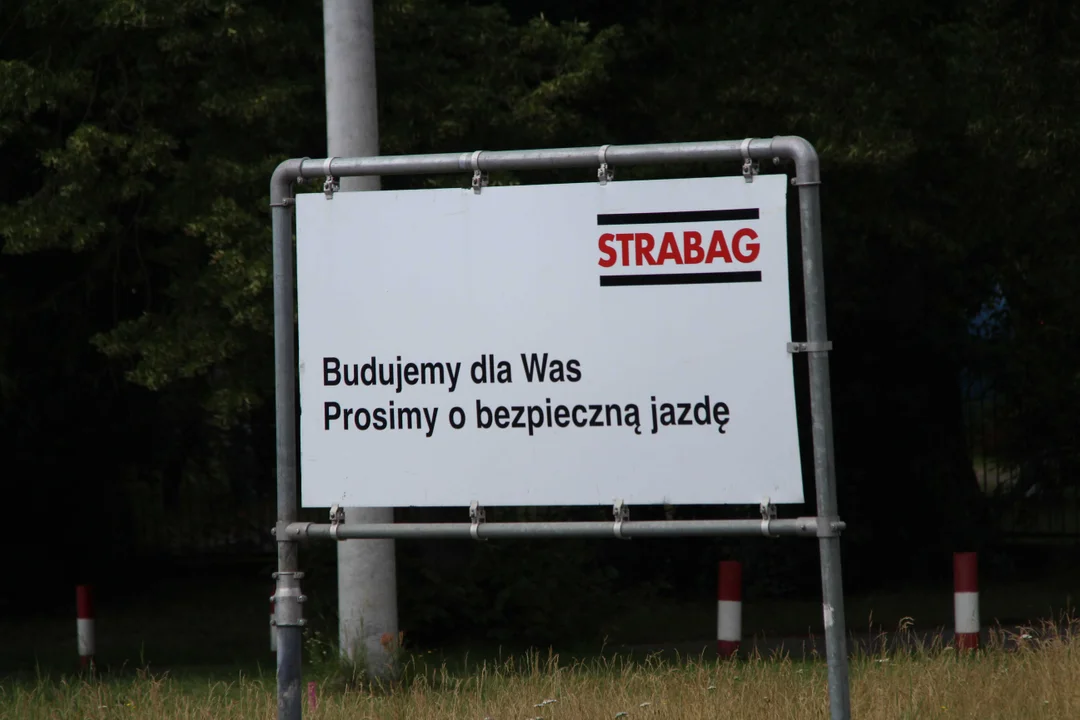 STRABAG
Budujemy dla Was
Prosimy o bezpieczną jazdę